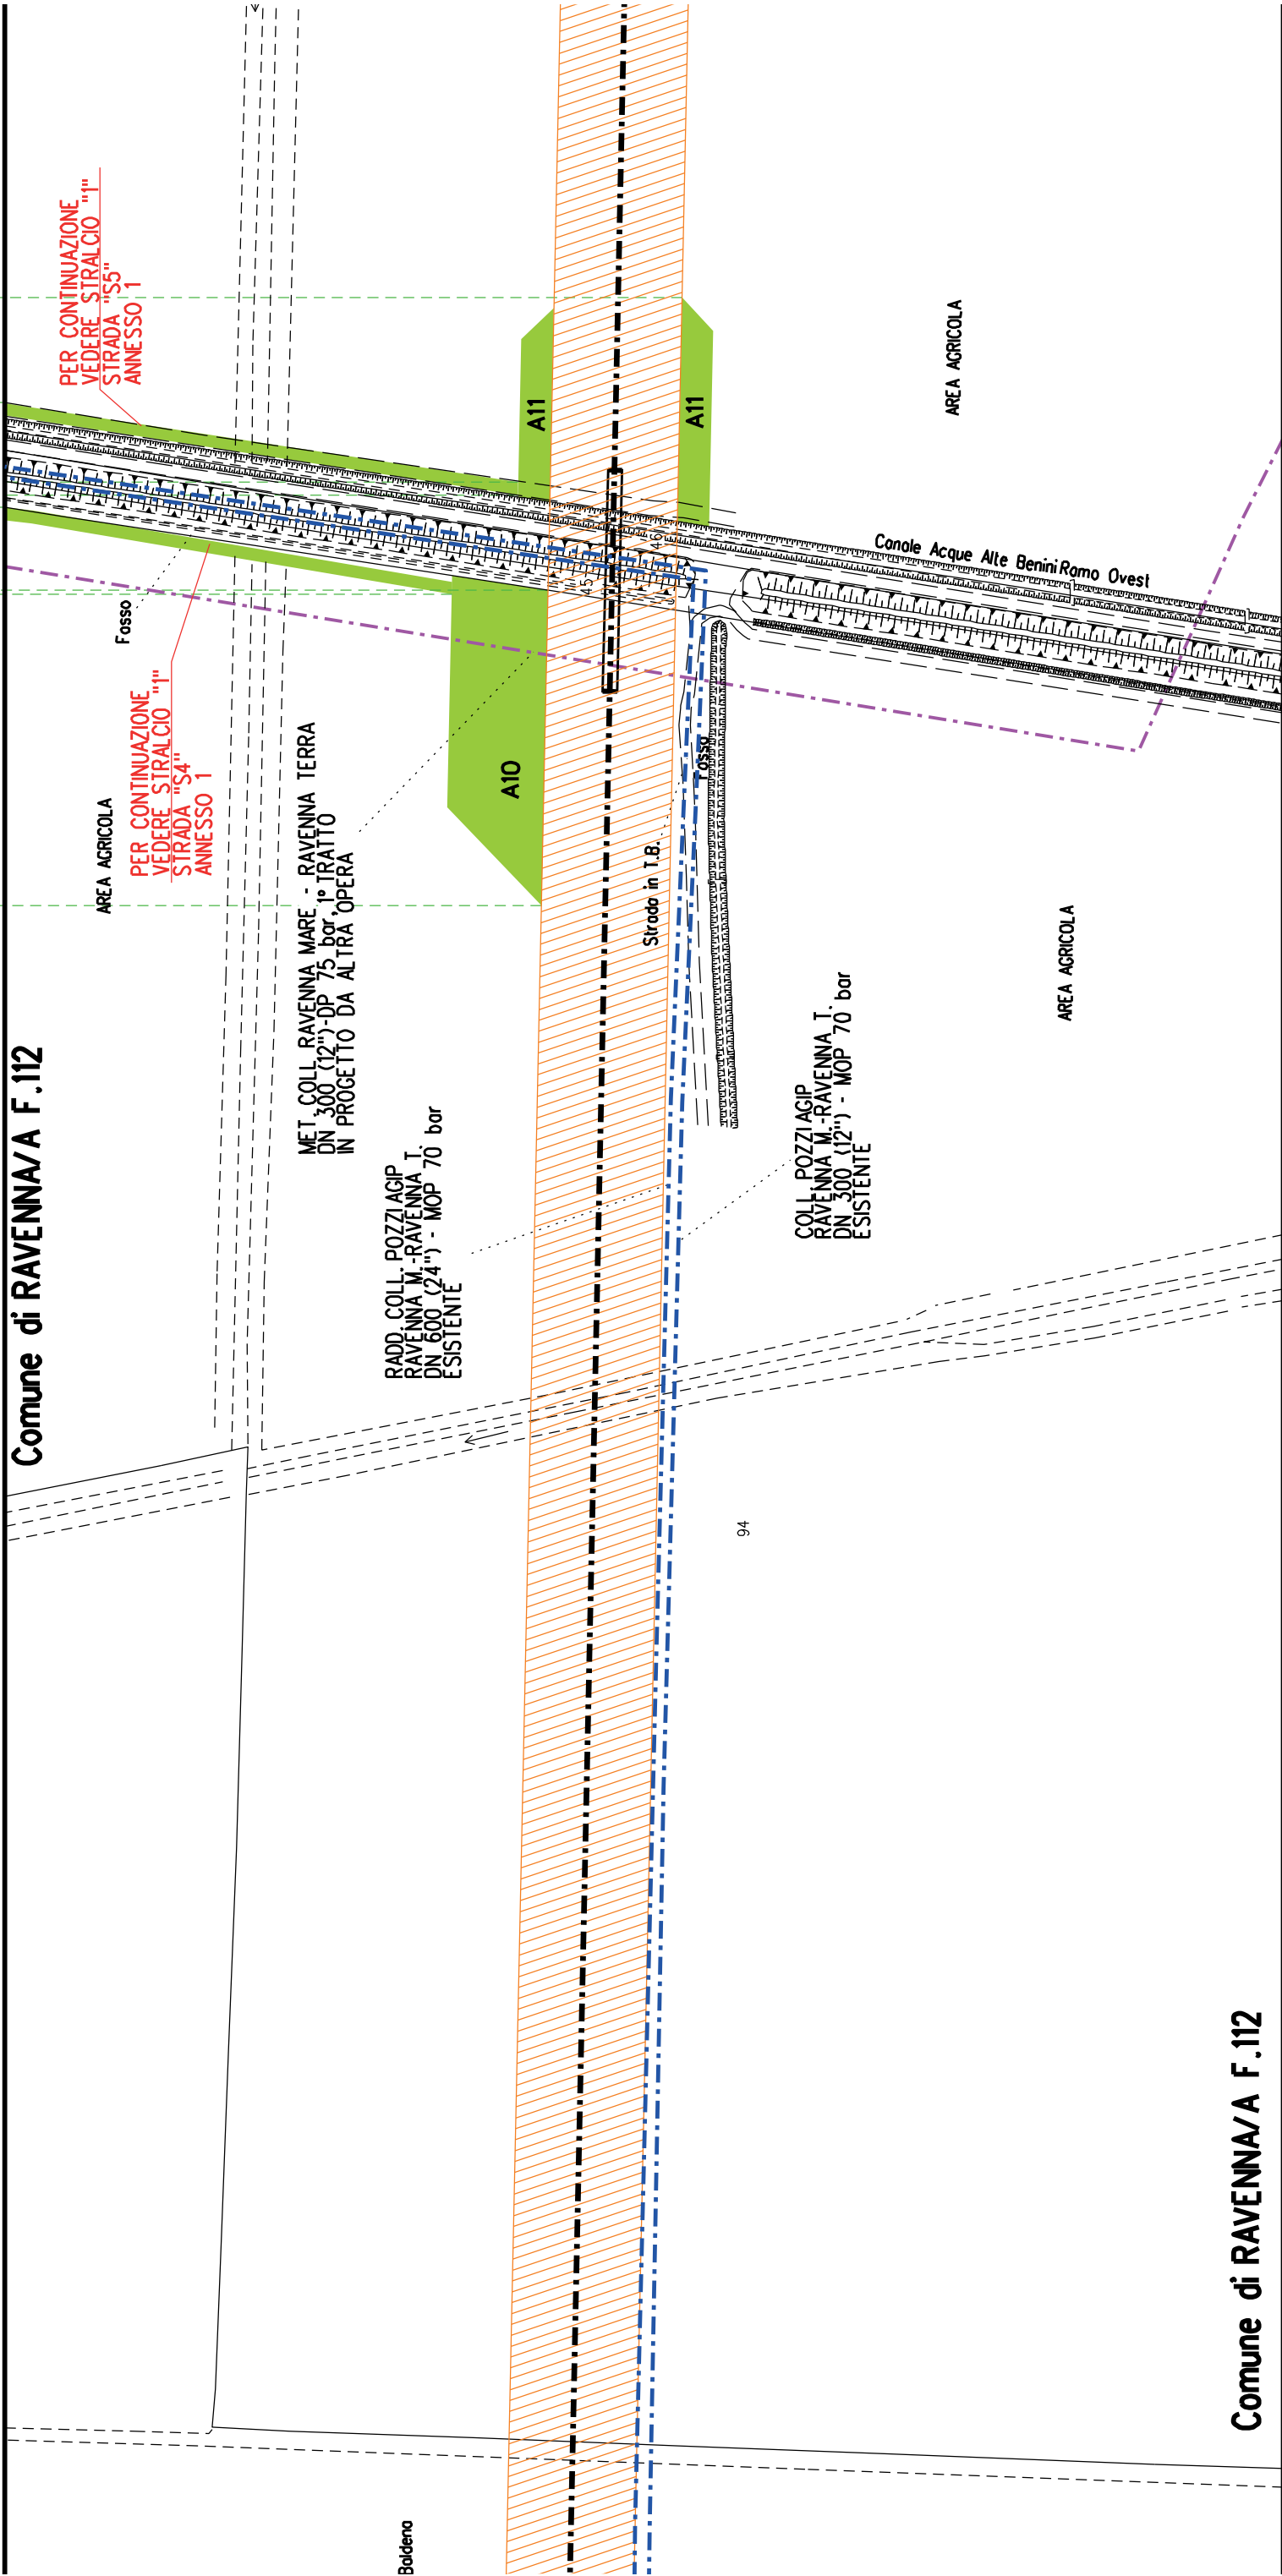 Comune di RAVENNA/A F.112
PER CONTINUAZIONE
VEDERE STRALCIO "1"
STRADA "S5"
ANNESSO 1
PER CONTINUAZIONE
VEDERE STRALCIO "1"
STRADA "S4"
ANNESSO 1
AREA AGRICOLA
Fosso
MET. COLL RAVENNA MARE - RAVENNA TERRA
DN 300 (12")-DP 75 bar, 1° TRATTO
IN PROGETTO DA ALTRA OPERA
RADD. COLL. POZZI AGIP
RAVENNA M.-RAVENNA T.
DN 600 (24") - MOP 70 bar
ESISTENTE
Baldena
A10
A11
A11
45
46
Strada in T.B.
Fosso
94
COLL. POZZI AGIP
RAVENNA M.-RAVENNA T.
DN 300 (12") - MOP 70 bar
ESISTENTE
Canale Acque Alte Benini Ramo Ovest
AREA AGRICOLA
AREA AGRICOLA
Comune di RAVENNA/A F.112